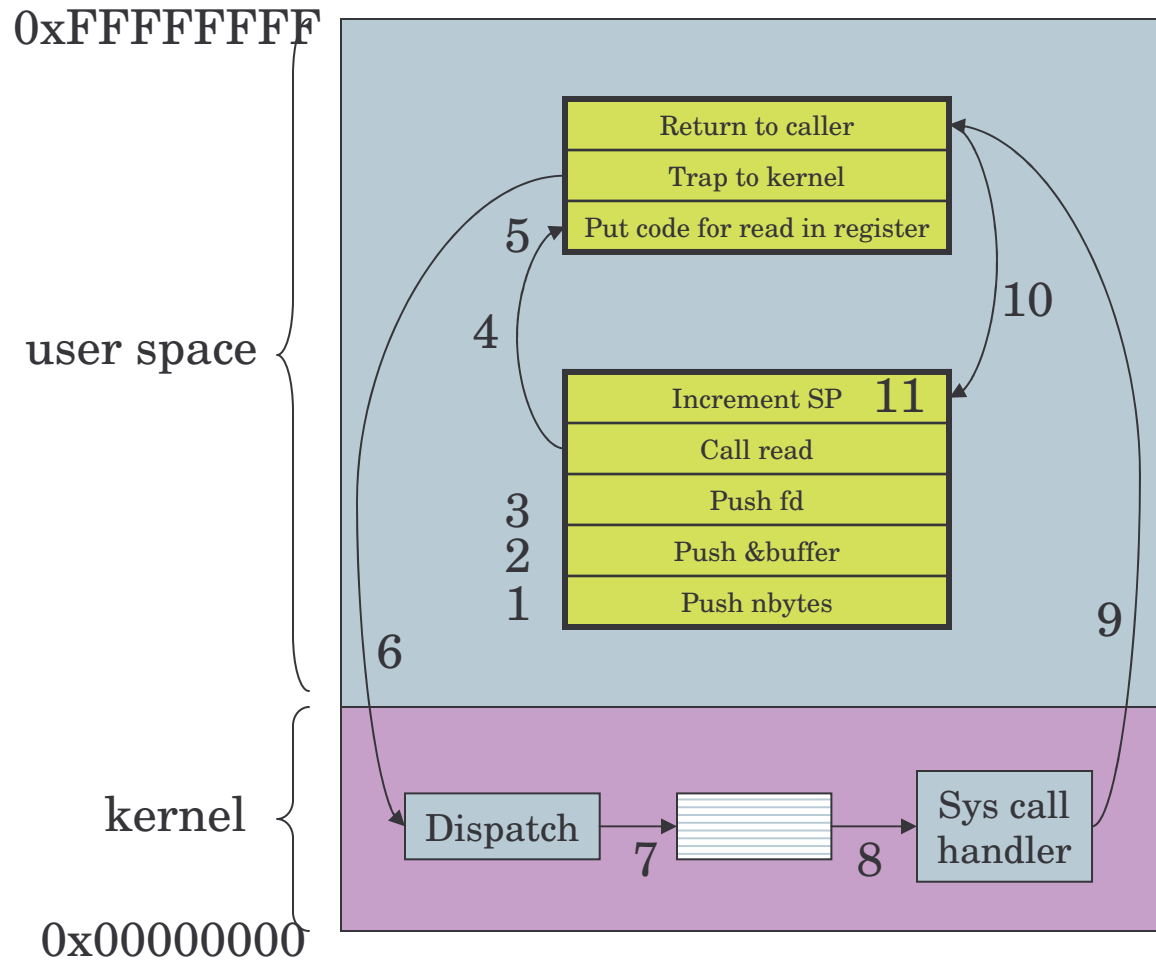 0xFFFFFFFF
Return to caller
Trap to kernel
5
Put code for read in register
10
4
user space
Increment SP 11
Call read
3
Push fd
2
Push &buffer
1
Push nbytes
9
6
kernel
Dispatch
7
8
Sys call
handler
0x00000000